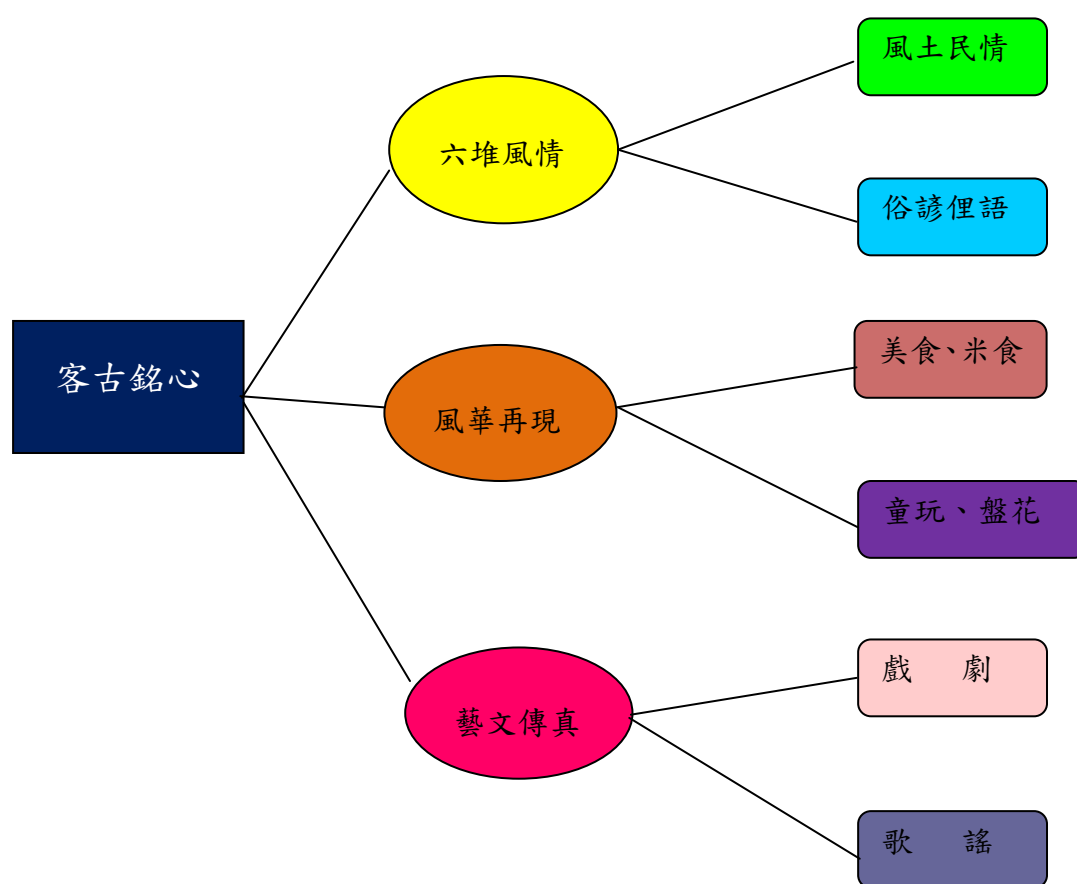 客古銘心
六堆風情
風土民情
俗諺俚語
風華再現
美食、米食
童玩、盤花
藝文傳真
戲 劇
歌 謠